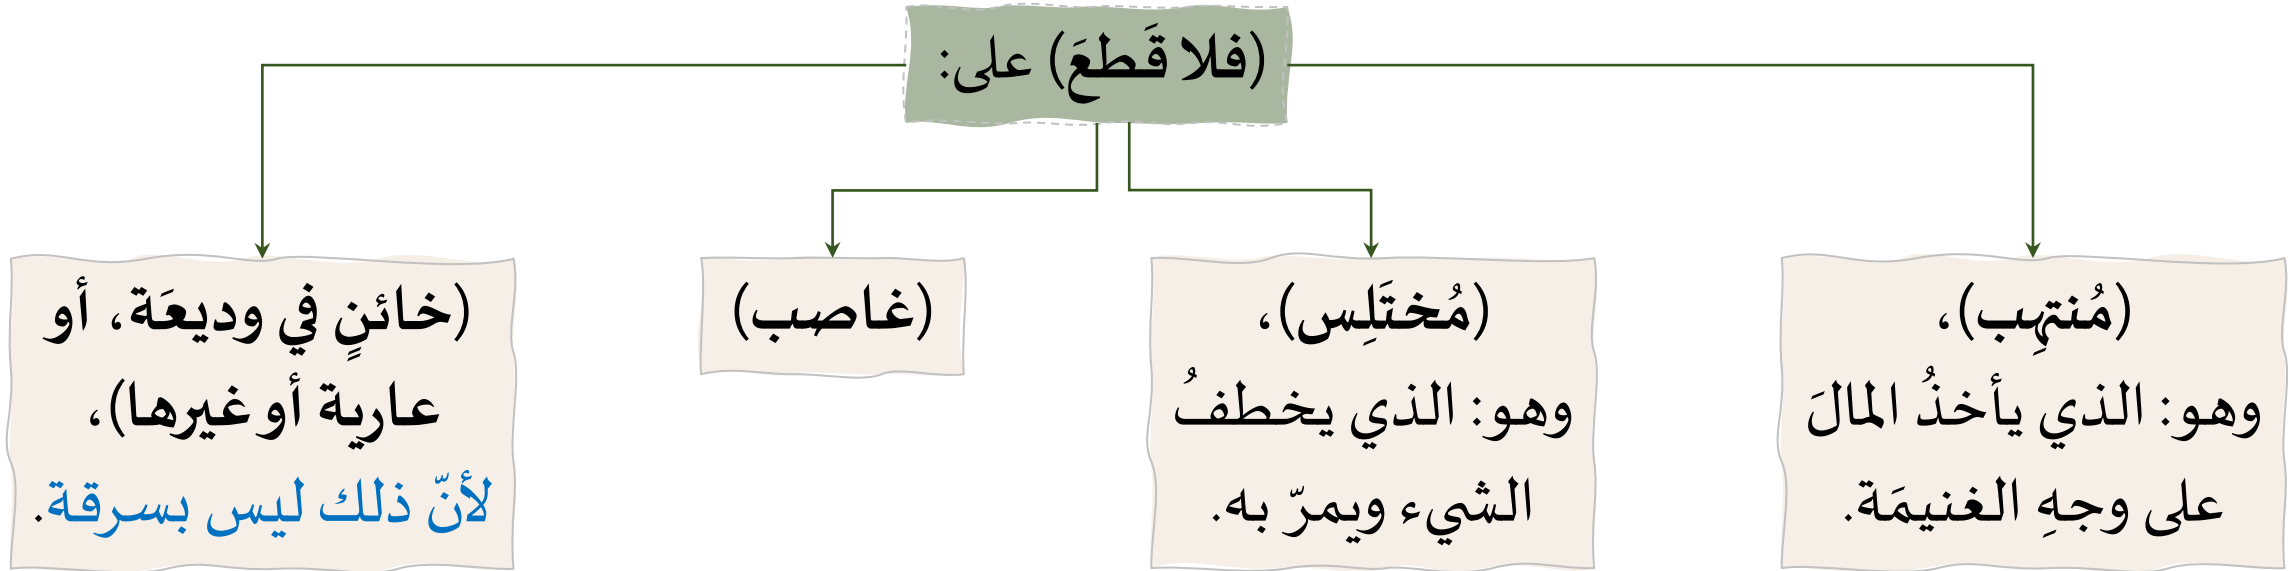 (فلا قَطعَ) على:
(مُنتهِب)،
وهو: الذي يأخذُ المالَ
على وجهِ الغنيمَة.
(مُختَلِس)،
وهو: الذي يخطفُ
الشيء ويمرّ به.
(غاصب)
(خائنٍ في وديعَة، أو
عارية أو غيرها)،
لأنّ ذلك ليس بسرقة.